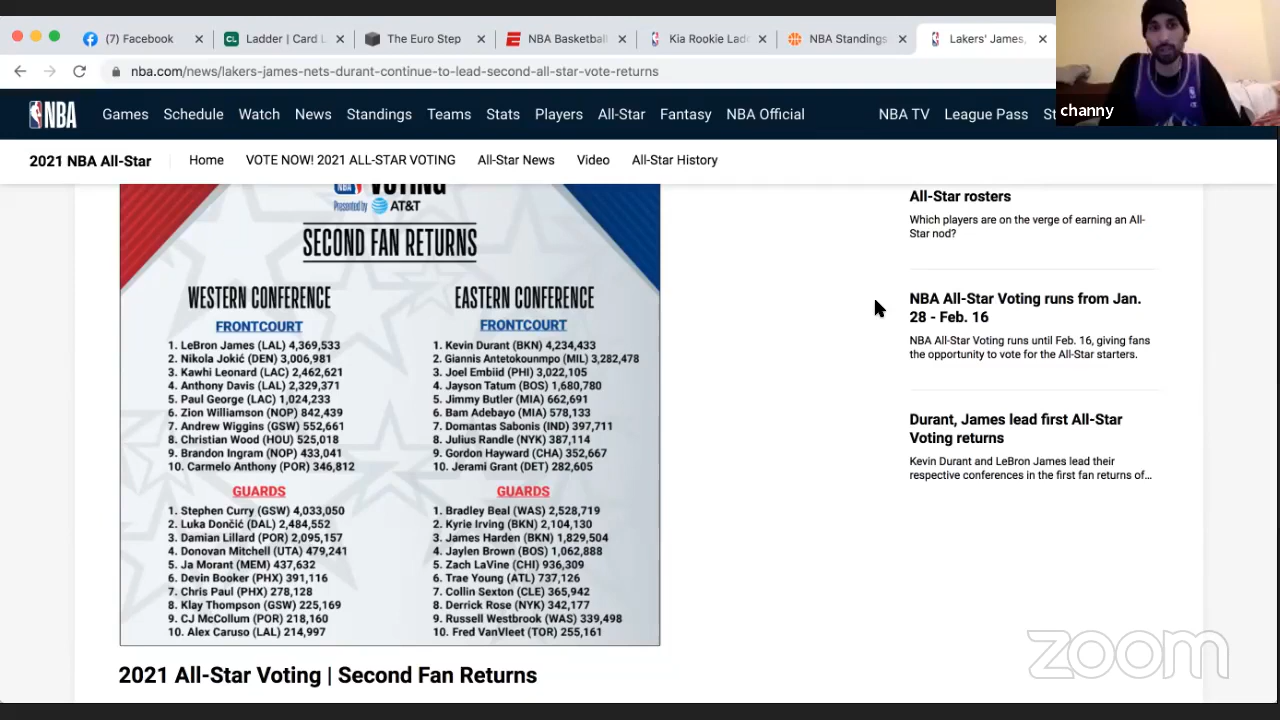 (7) Facebook
Ladder | Card L
The Euro Step
NBA Basketball
Kia Rookie Lad
NBA Standings
Lakers' James,
nba.com/news/lakers-james-nets-durant-continue-to-lead-second-all-star-vote-returns
channy
NBA Games Schedule Watch News Standings Teams Stats Players All-Star Fantasy NBA Official NBA TV League Pass St
2021 NBA All-Star Home VOTE NOW! 2021 ALL-STAR VOTING All-Star News Video All-Star History
NBA VOTING
Presented by AT&T
SECOND FAN RETURNS
WESTERN CONFERENCE
FRONTCOURT
1. LeBron James (LAL) 4,369,533
2. Nikola Jokić (DEN) 3,006,981
3. Kawhi Leonard (LAC) 2,462,621
4. Anthony Davis (LAL) 2,329,371
5. Paul George (LAC) 1,024,233
6. Zion Williamson (NOP) 842,439
7. Andrew Wiggins (GSW) 552,661
8. Christian Wood (HOU) 525,018
9. Brandon Ingram (NOP) 433,041
10. Carmelo Anthony (POR) 346,812
GUARDS
1. Stephen Curry (GSW) 4,033,050
2. Luka Dončić (DAL) 2,484,552
3. Damian Lillard (POR) 2,095,157
4. Donovan Mitchell (UTA) 479,241
5. Ja Morant (MEM) 437,632
6. Devin Booker (PHX) 391,116
7. Chris Paul (PHX) 278,128
8. Klay Thompson (GSW) 225,169
9. CJ McCollum (POR) 218,160
10. Alex Caruso (LAL) 214,997
EASTERN CONFERENCE
FRONTCOURT
1. Kevin Durant (BKN) 4,234,433
2. Giannis Antetokounmpo (MIL) 3,282,478
3. Joel Embiid (PHI) 3,022,105
4. Jayson Tatum (BOS) 1,680,780
5. Jimmy Butler (MIA) 662,691
6. Bam Adebayo (MIA) 578,133
7. Domantas Sabonis (IND) 397,711
8. Julius Randle (NYK) 387,114
9. Gordon Hayward (CHA) 352,667
10. Jerami Grant (DET) 282,605
GUARDS
1. Bradley Beal (WAS) 2,528,719
2. Kyrie Irving (BKN) 2,104,130
3. James Harden (BKN) 1,829,504
4. Jaylen Brown (BOS) 1,062,888
5. Zach LaVine (CHI) 936,309
6. Trae Young (ATL) 737,126
7. Collin Sexton (CLE) 365,942
8. Derrick Rose (NYK) 342,177
9. Russell Westbrook (WAS) 339,498
10. Fred VanVleet (TOR) 255,161
2021 All-Star Voting | Second Fan Returns
All-Star rosters
Which players are on the verge of earning an All-
Star nod?
NBA All-Star Voting runs from Jan.
28 - Feb. 16
NBA All-Star Voting runs until Feb. 16, giving fans
the opportunity to vote for the All-Star starters.
Durant, James lead first All-Star
Voting returns
Kevin Durant and LeBron James lead their
respective conferences in the first fan returns of...
zoom